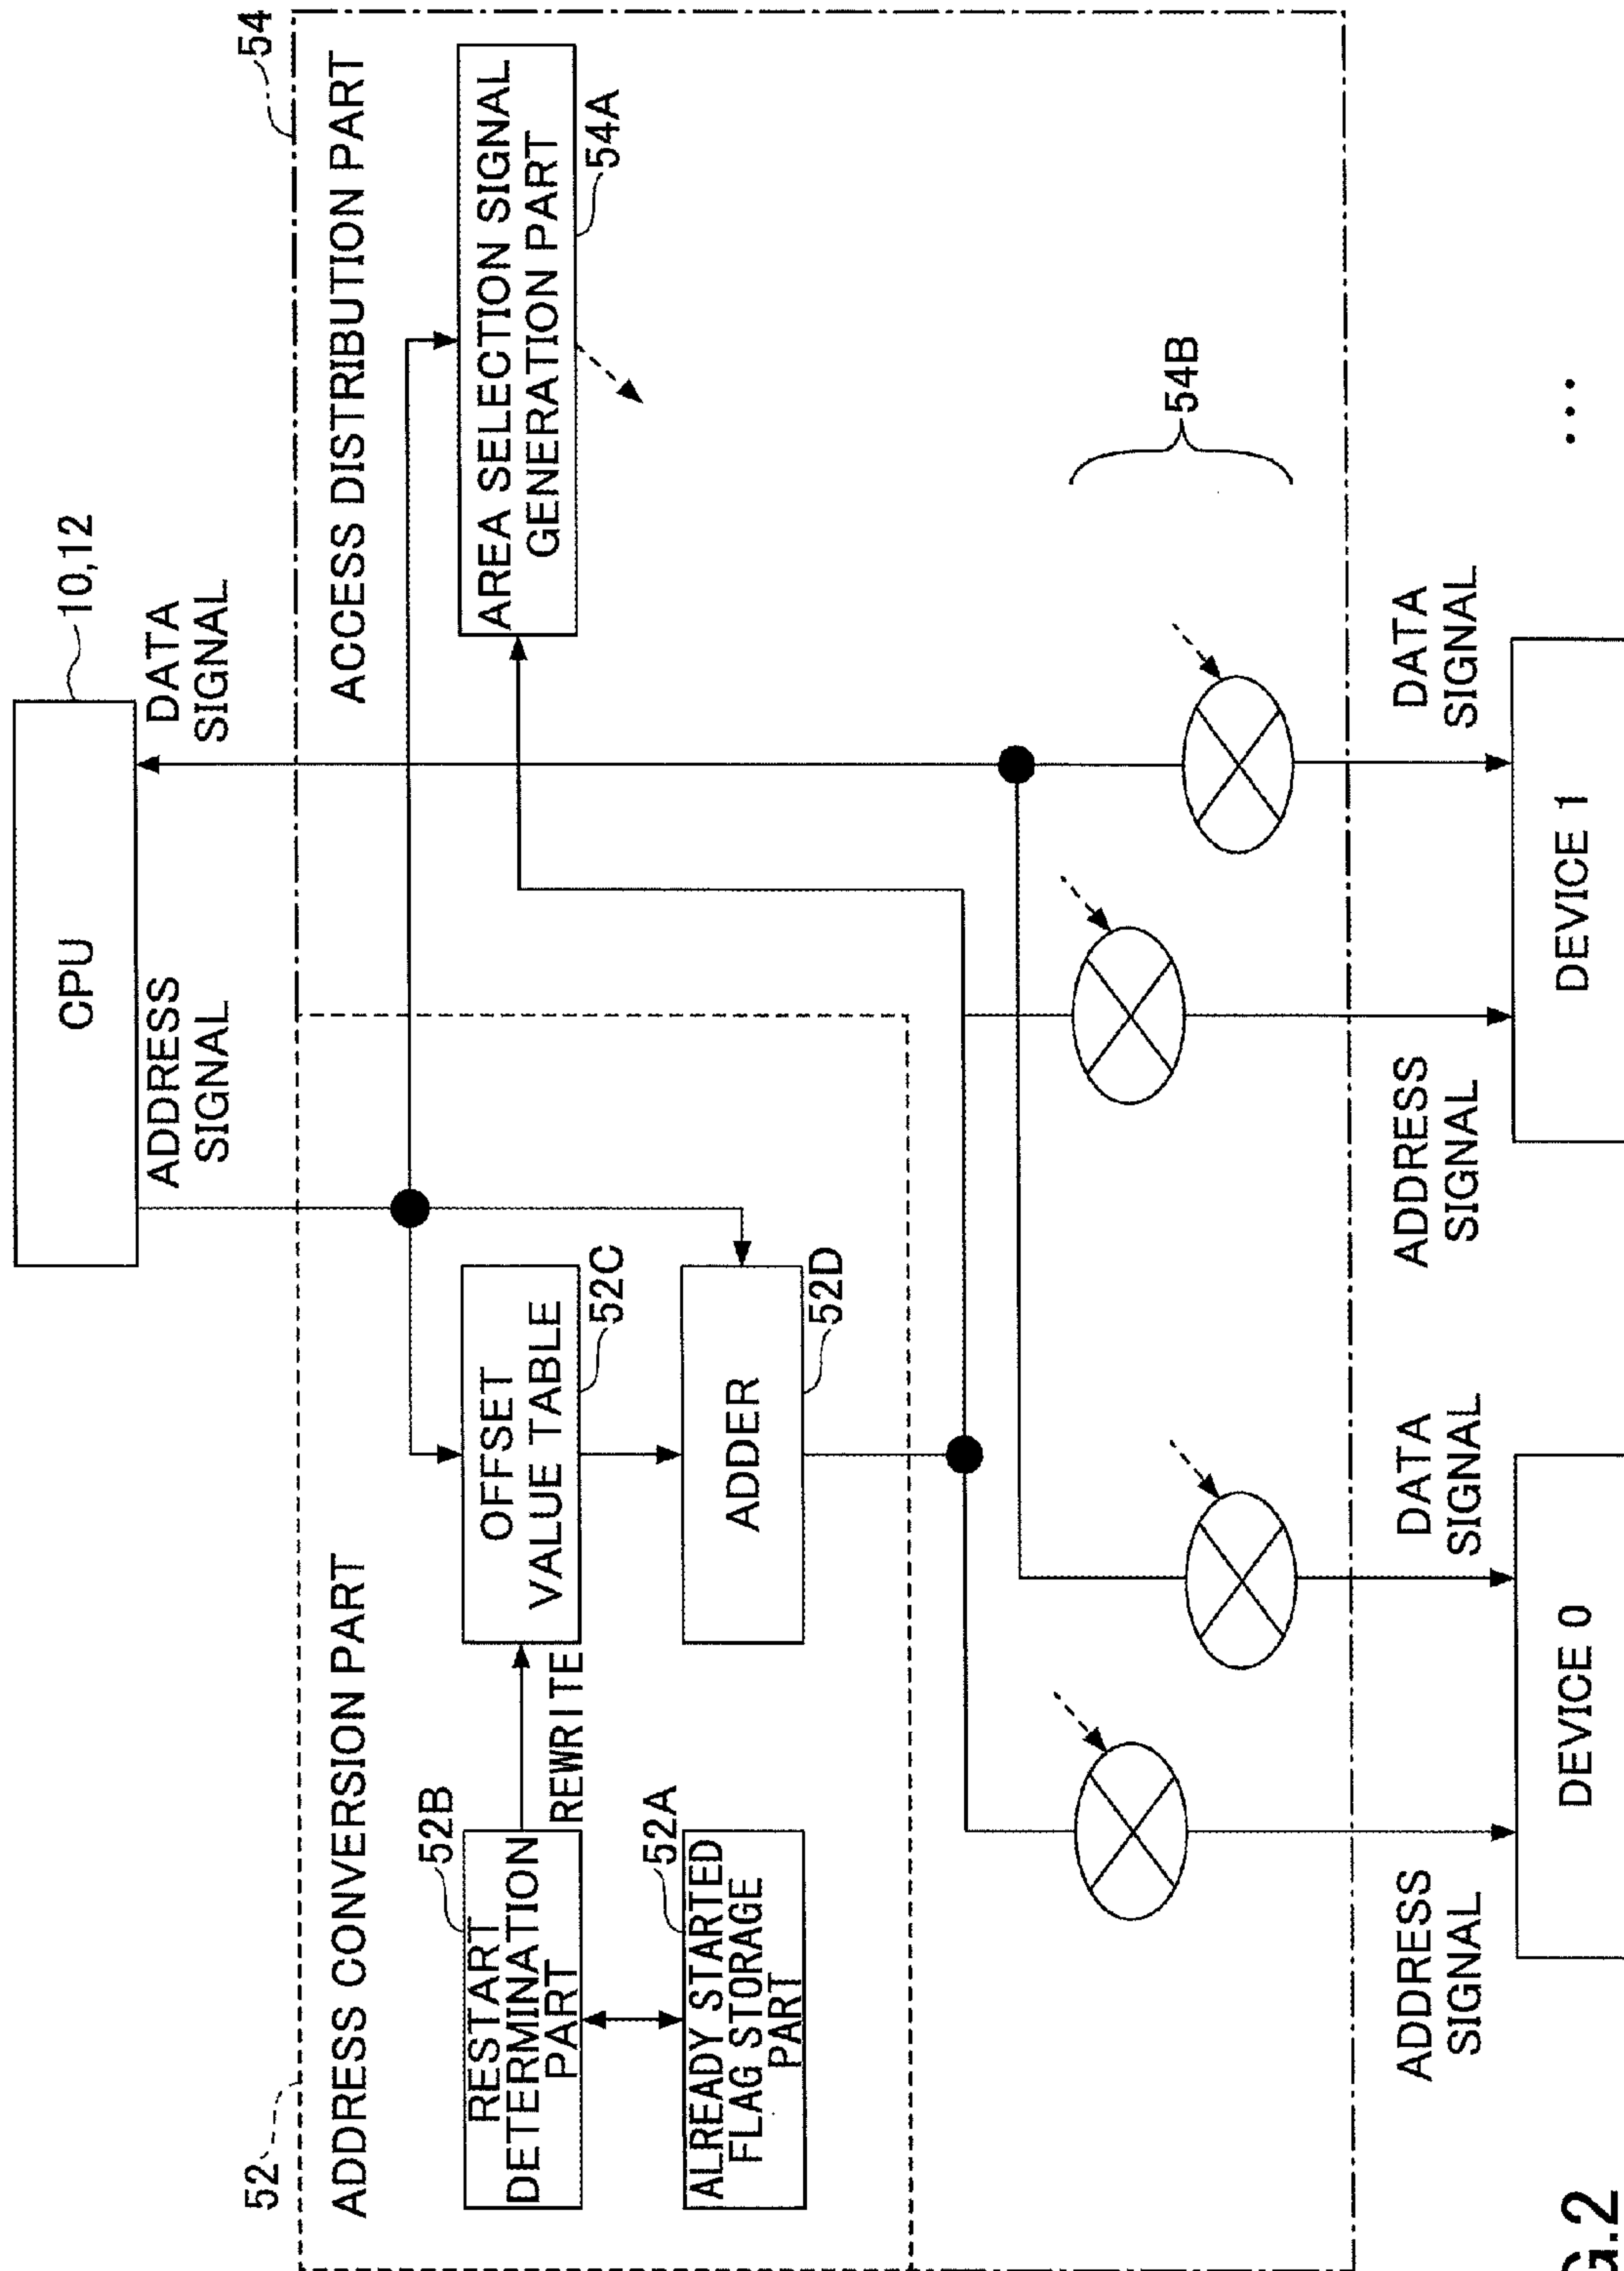 CPU
10,12
ADDRESS
SIGNAL
DATA
SIGNAL
52
54
ADDRESS CONVERSION PART
ACCESS DISTRIBUTION PART
52B
RESTART
DETERMINATION
PART
REWRITE
OFFSET
VALUE TABLE
52C
AREA SELECTION SIGNAL
GENERATION PART
54A
52A
ALREADY STARTED
FLAG STORAGE
PART
ADDER
52D
54B
ADDRESS
SIGNAL
DATA
SIGNAL
ADDRESS
SIGNAL
DATA
SIGNAL
DEVICE 0
DEVICE 1
...
G.2